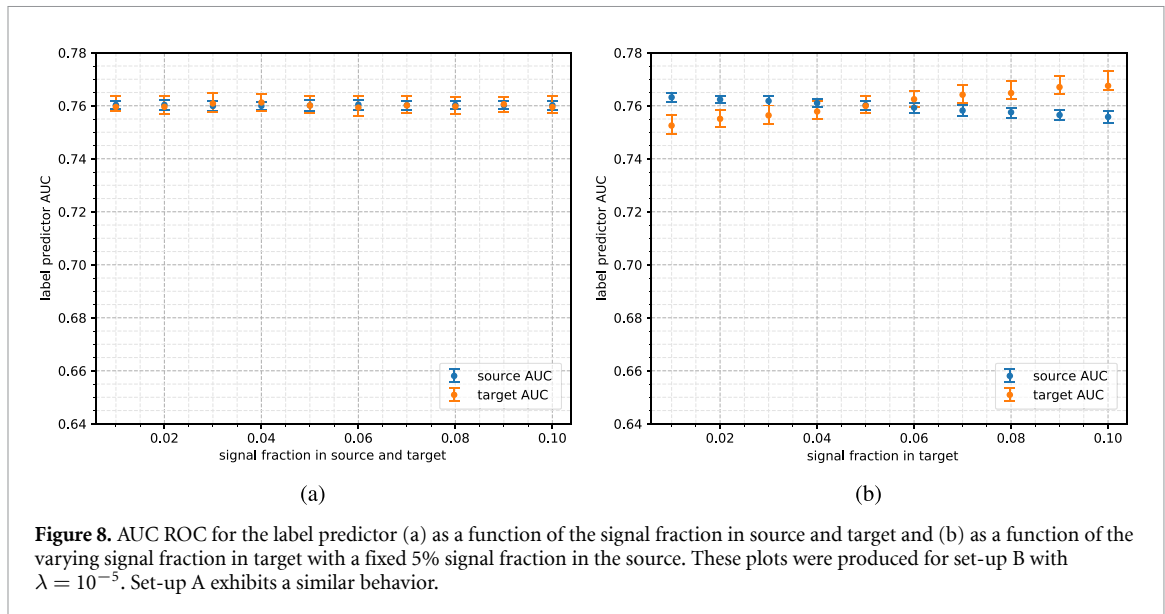 0.78
0.76
0.74
0.72
0.70
0.68
0.66
0.64
label predictor AUC
source AUC
target AUC
0.02 0.04 0.06 0.08 0.10
signal fraction in source and target
(a)
0.78
0.76
0.74
0.72
0.70
0.68
0.66
0.64
label predictor AUC
source AUC
target AUC
0.02 0.04 0.06 0.08 0.10
signal fraction in target
(b)
Figure 8. AUC ROC for the label predictor (a) as a function of the signal fraction in source and target and (b) as a function of the
varying signal fraction in target with a fixed 5% signal fraction in the source. These plots were produced for set-up B with
λ = 10⁻⁵. Set-up A exhibits a similar behavior.